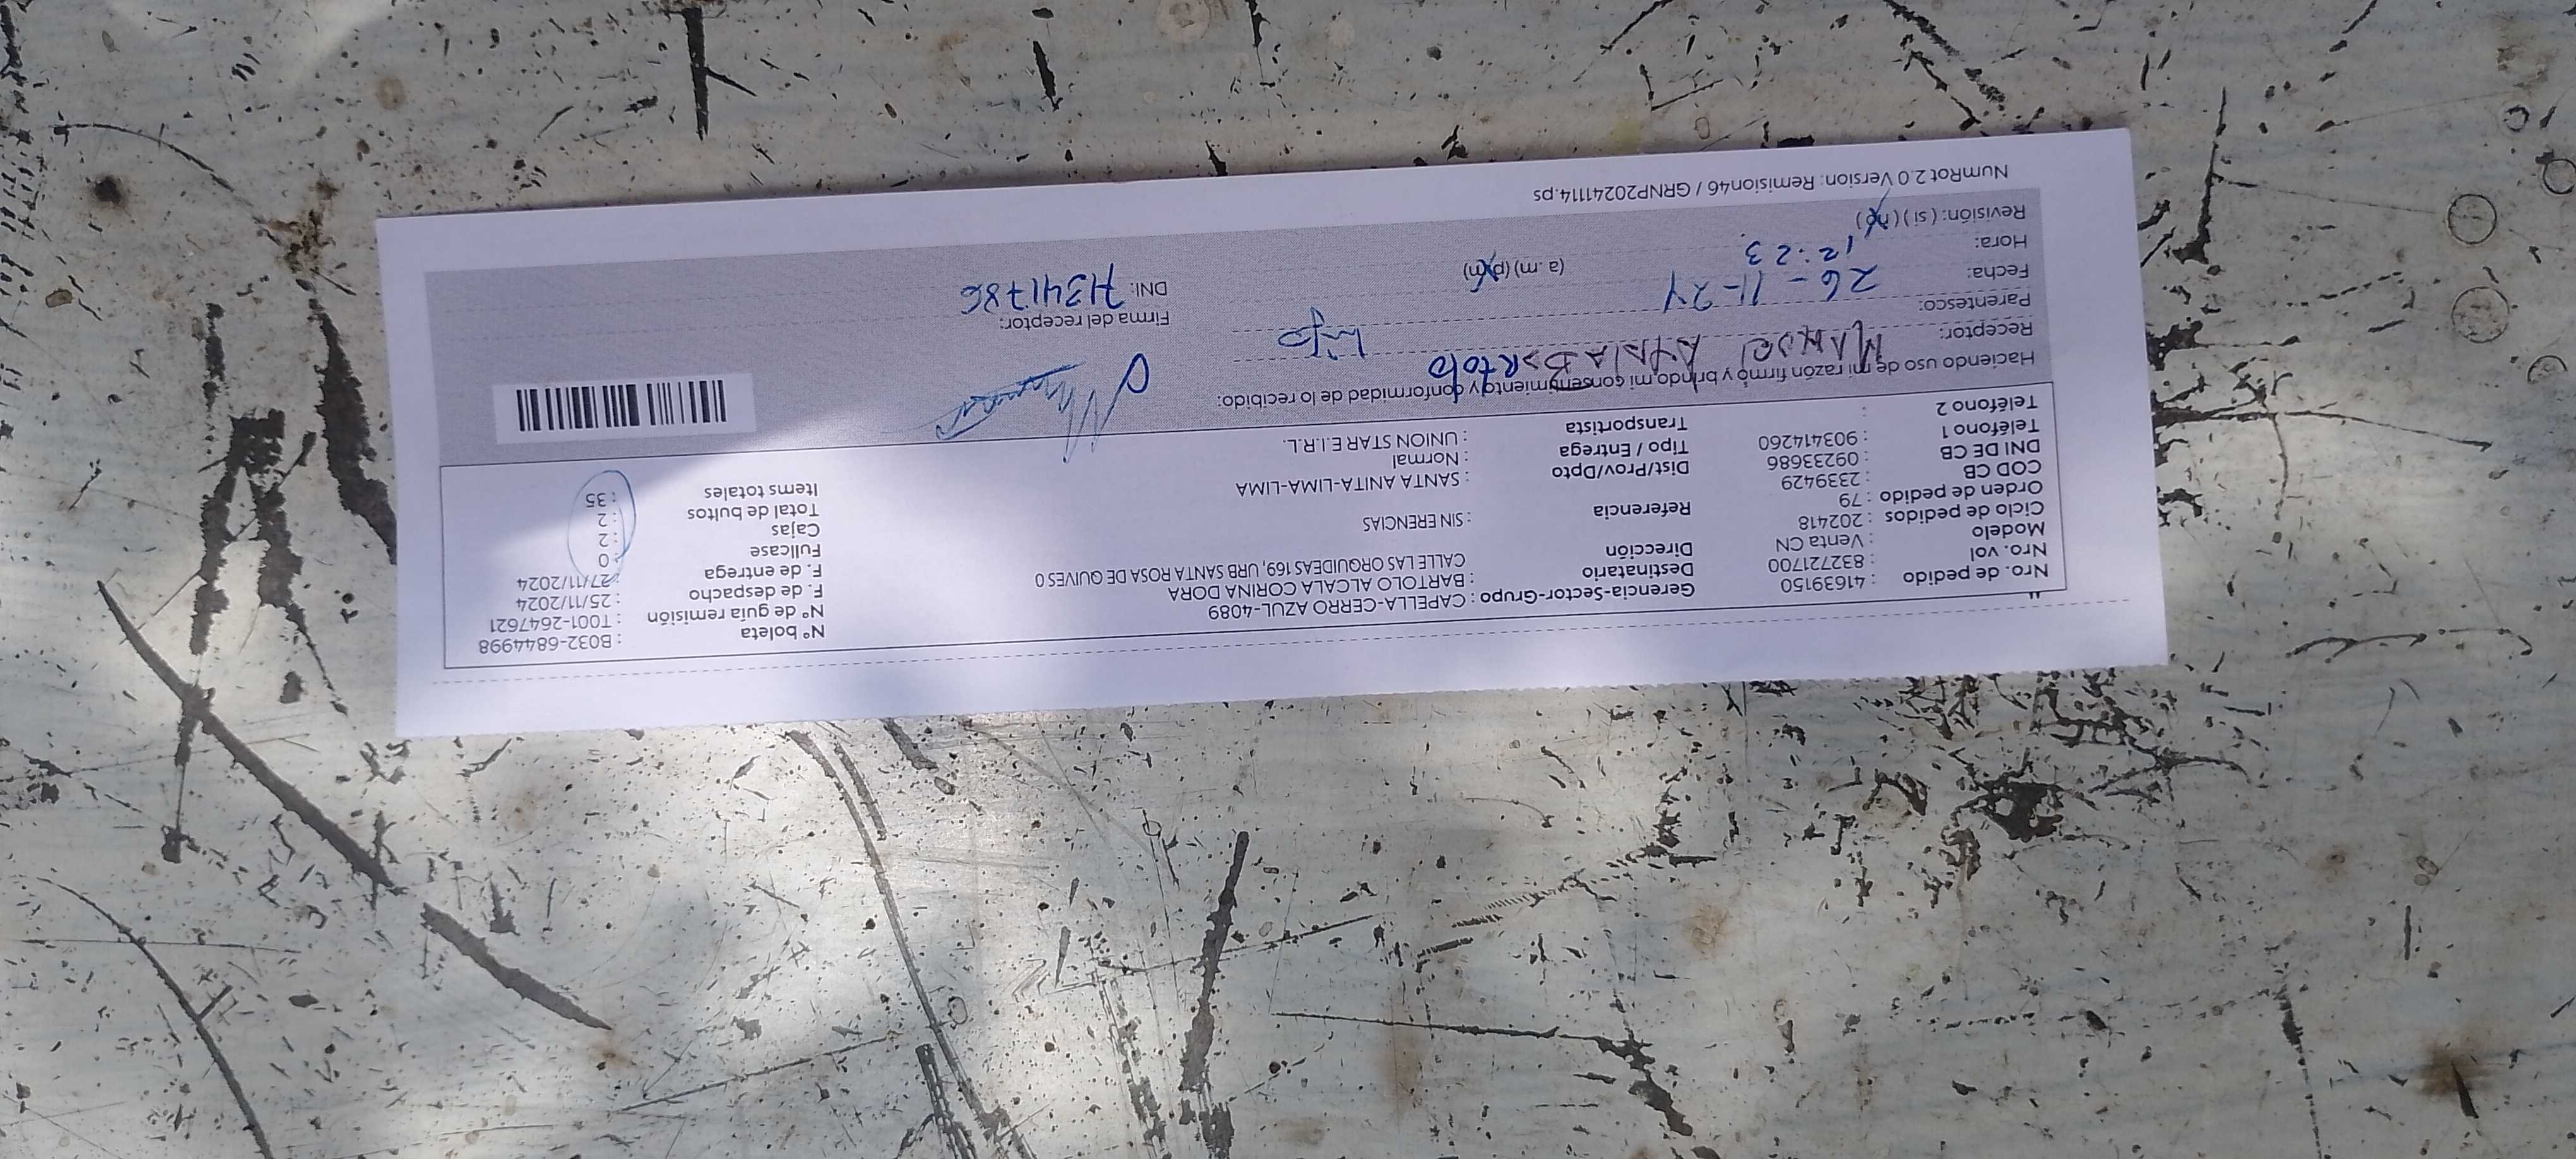 Nro. de pedido : 41639150
Nro. vol : 832721700
Modelo : Venta CN
Ciclo de pedidos : 202418
Orden de pedido : 79
COD CB : 2339429
DNI DE CB : 09233686
Teléfono 1 : 903414260
Teléfono 2 :
Gerencia-Sector-Grupo : CAPELLA-CERRO AZUL-4089
Destinatario : BARTOLO ALCALA CORINA DORA
Dirección CALLE LAS ORQUIDEAS 169, URB SANTA ROSA DE QUIVES 0
Referencia : SIN ERENCIAS
Dist/Prov/Dpto : SANTA ANITA-LIMA-LIMA
Tipo / Entrega : Normal
Transportista : UNION STAR E.I.R.L.
N° boleta : B032-6844998
N° de guía remisión : T001-2647621
F. de despacho : 25/11/2024
F. de entrega : 27/11/2024
Fullcase : 0
Cajas : 2
Total de bultos : 2
Items totales : 35
Haciendo uso de mi razón firmo y brindo mi consentimiento y conformidad de lo recibido:
Receptor: Bartolo
Parentesco: hijo
Fecha: 26-11-24
Hora: 12:23 (a. m) (p. m)
Revisión: (si) (no)
Firma del receptor:
DNI: 71341786
NumRot 2.0 Version: Remision46 / GRNP20241114.ps